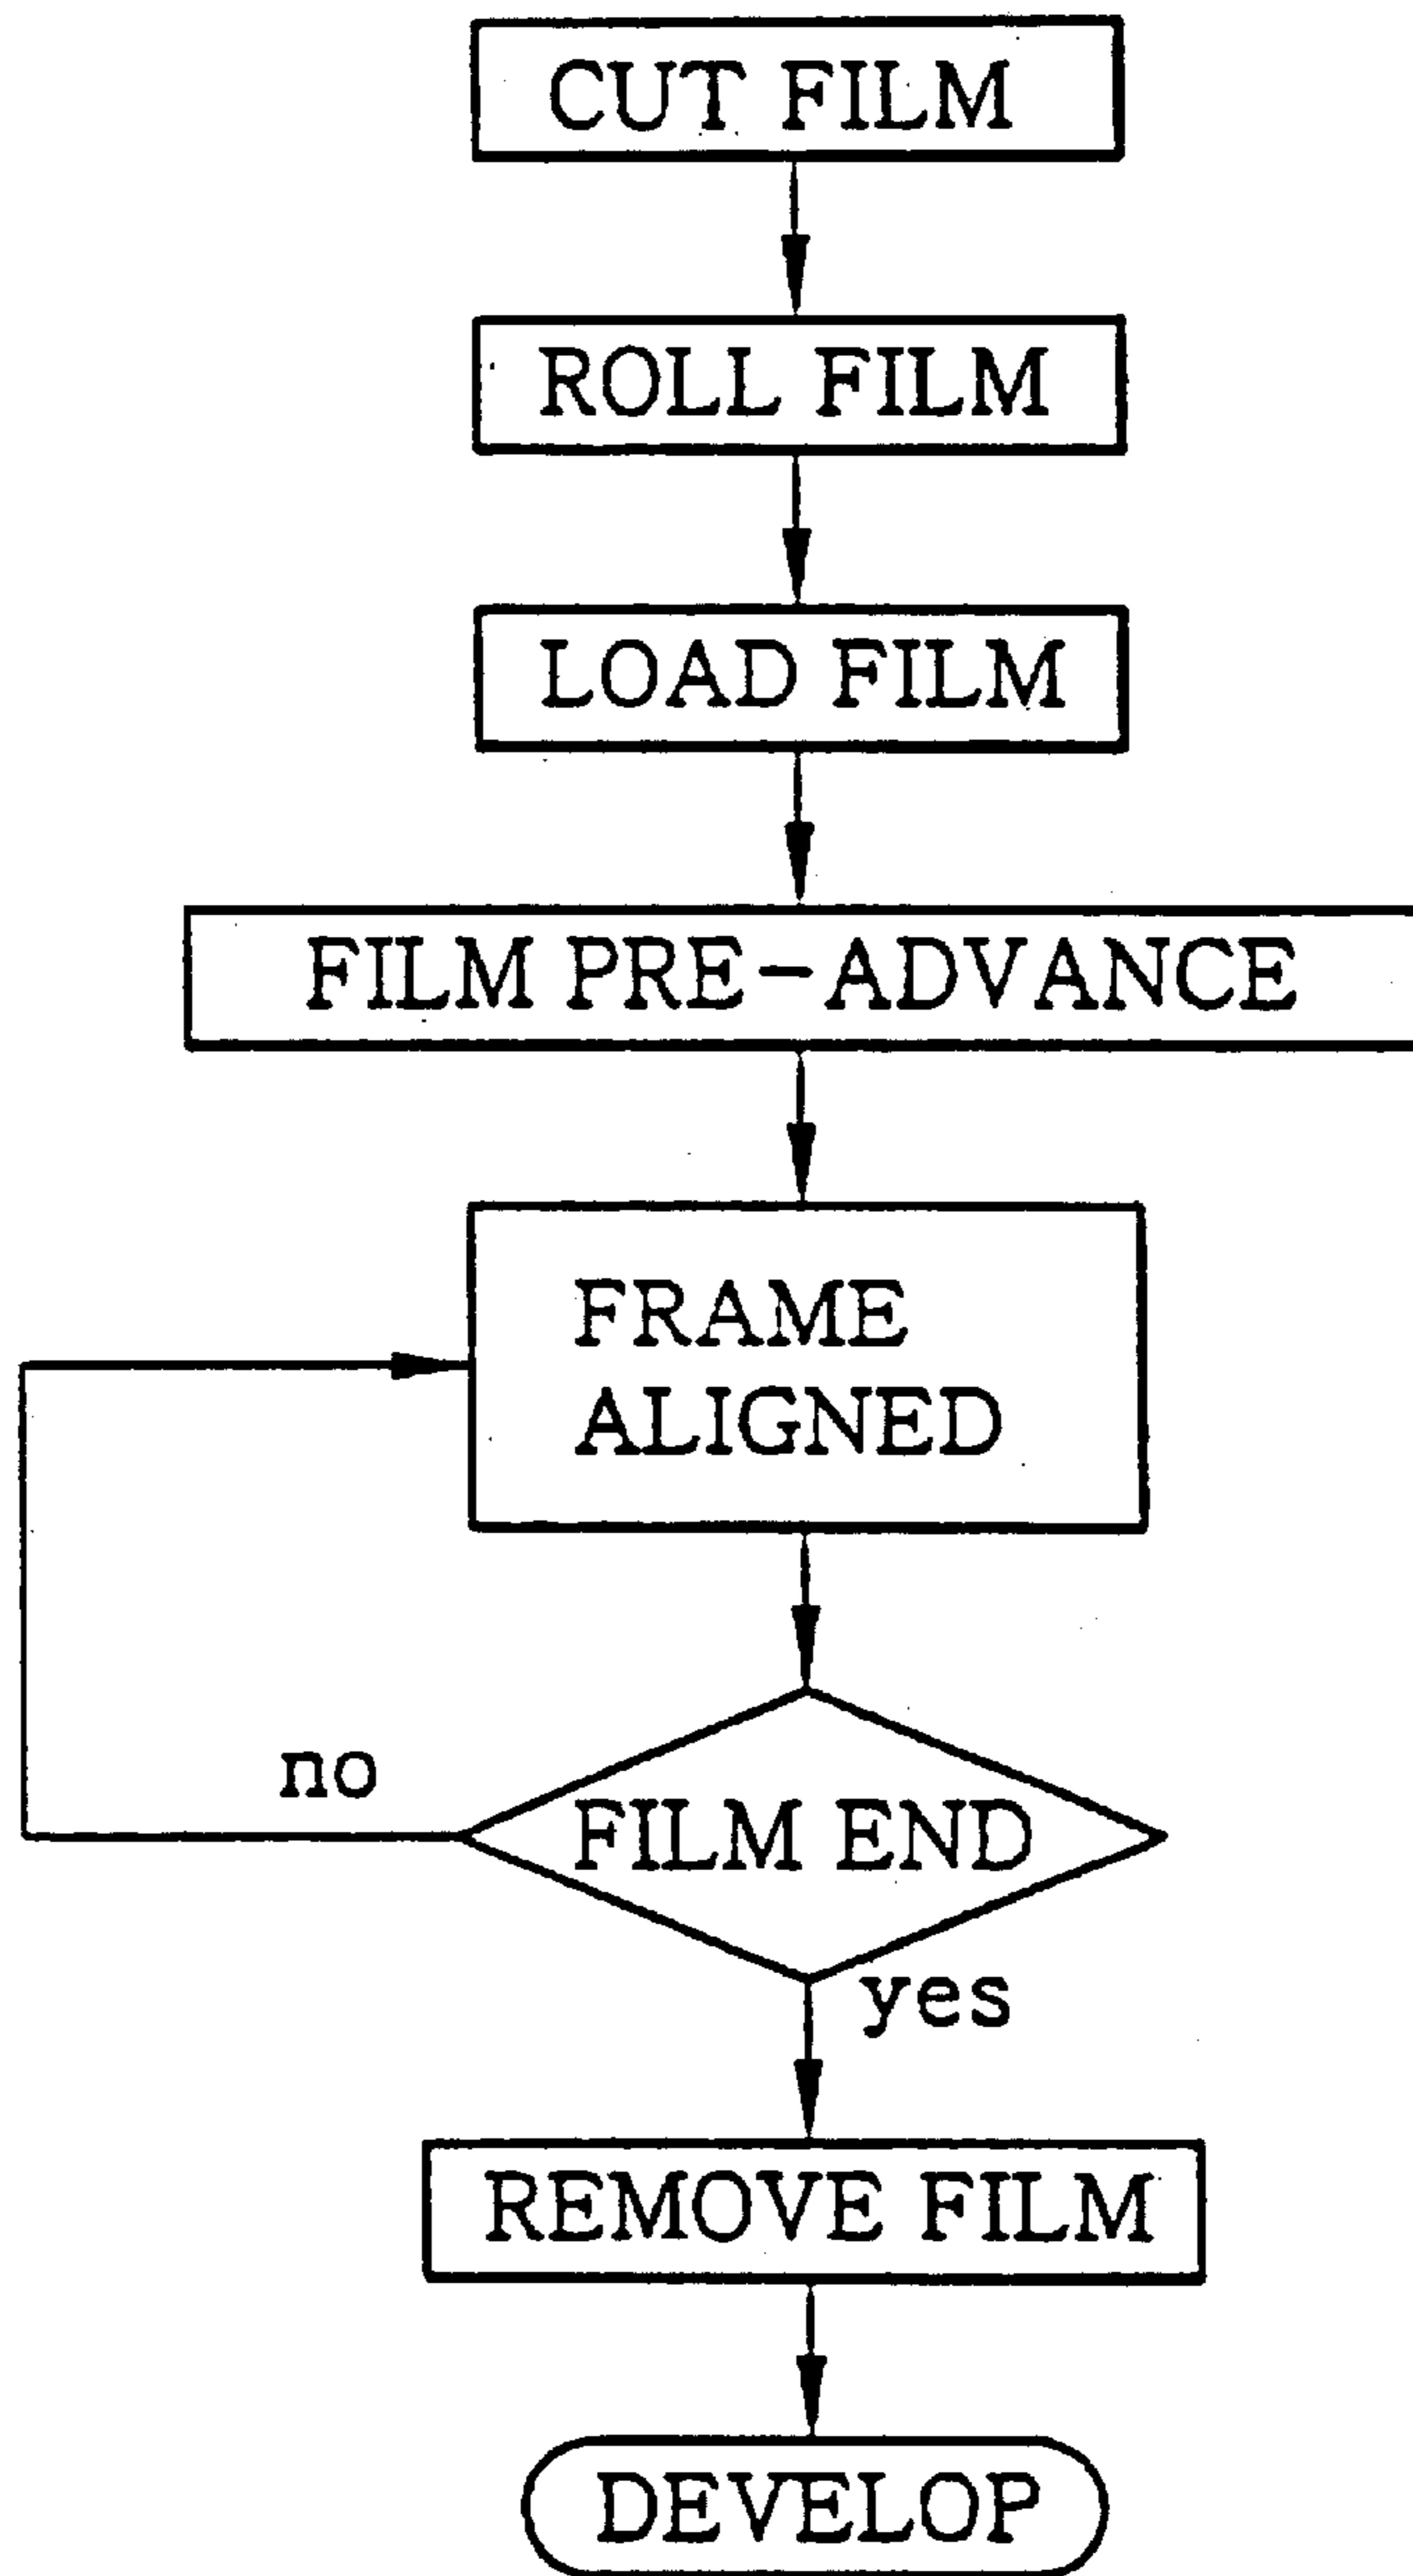 CUT FILM
ROLL FILM
LOAD FILM
FILM PRE-ADVANCE
FRAME
ALIGNED
no
FILM END
yes
REMOVE FILM
DEVELOP